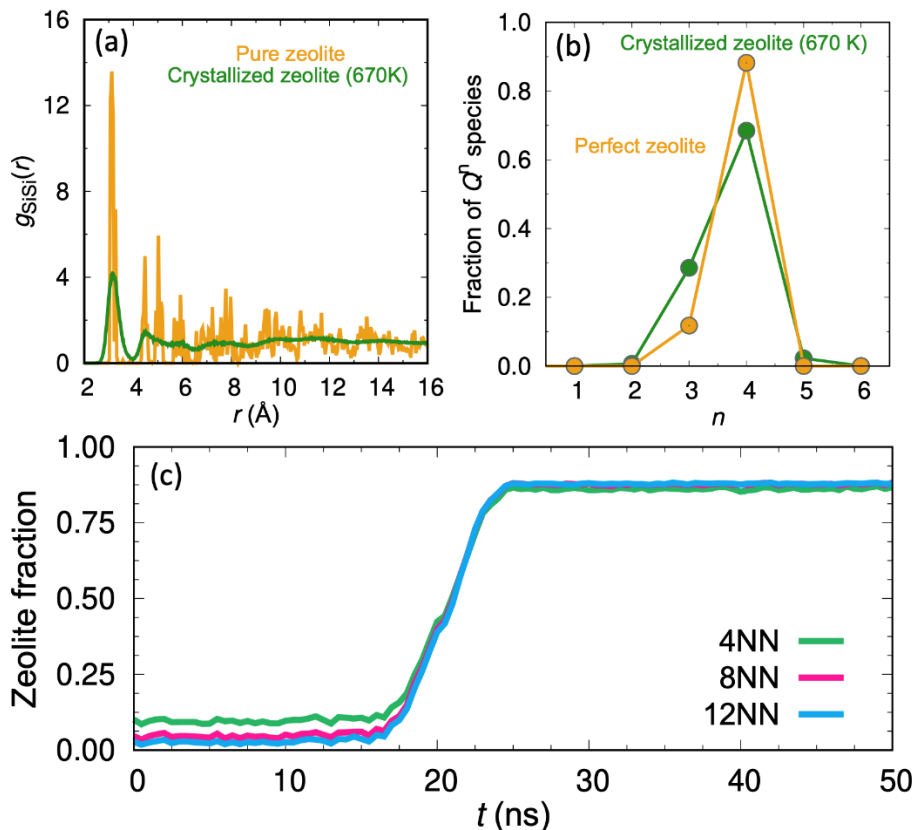 (a)
Pure zeolite
Crystallized zeolite (670K)
16
12
8
4
0
g_SiSi(r)
2 4 6 8 10 12 14 16
r (Å)
(b)
Crystallized zeolite (670 K)
Perfect zeolite
1.0
0.8
0.6
0.4
0.2
0.0
Fraction of Qⁿ species
1 2 3 4 5 6
n
(c)
1.00
0.75
0.50
0.25
0.00
Zeolite fraction
4NN
8NN
12NN
0 10 20 30 40 50
t (ns)